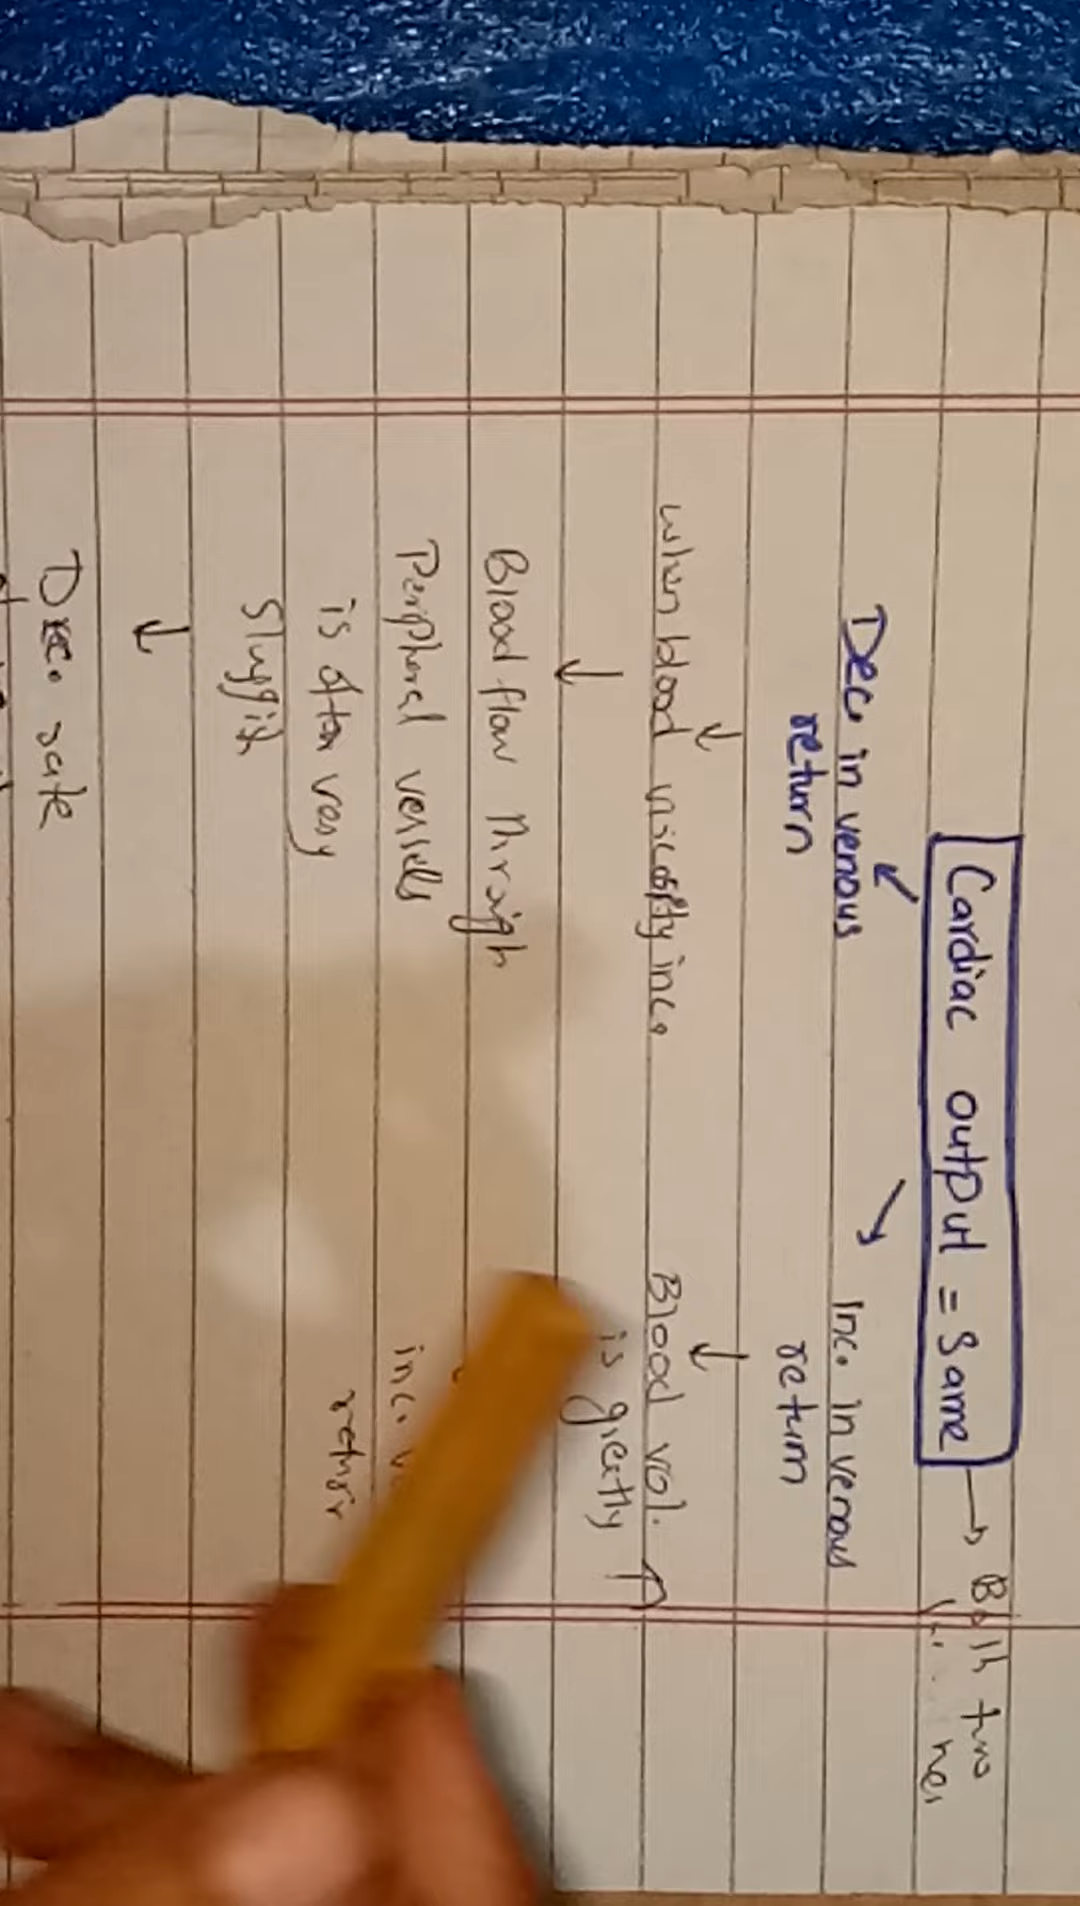 Cardiac output = Same → Both two
Dec. in venous
return
Inc. in venous
return
↓
↓
when blood viscosity inc.
Blood vol. ↑
is greatly
↓
Blood flow through
Peripheral vessels
is often very
sluggish
inc.
↓
Dec. rate